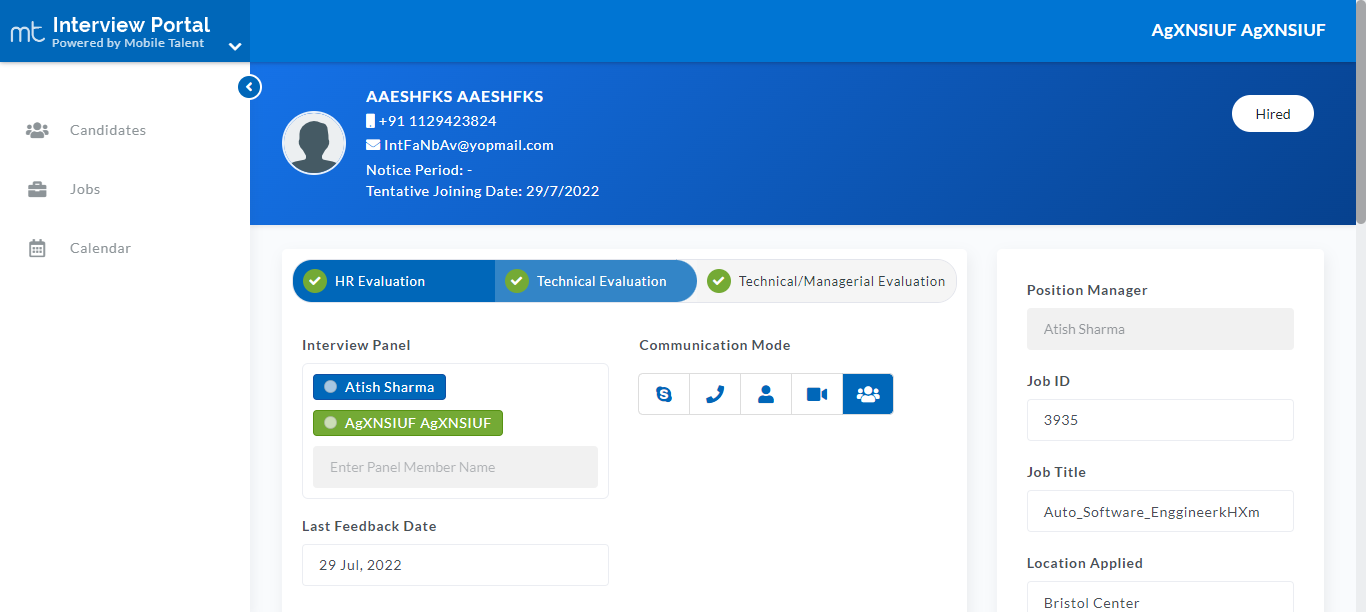 mt Interview Portal
Powered by Mobile Talent
AgXNSIUF AgXNSIUF
Candidates
Jobs
Calendar
AAESHFKS AAESHFKS
+91 1129423824
IntFaNbAv@yopmail.com
Notice Period: -
Tentative Joining Date: 29/7/2022
Hired
HR Evaluation
Technical Evaluation
Technical/Managerial Evaluation
Interview Panel
Atish Sharma
AgXNSIUF AgXNSIUF
Enter Panel Member Name
Last Feedback Date
29 Jul, 2022
Communication Mode
Position Manager
Atish Sharma
Job ID
3935
Job Title
Auto_Software_EnggineerkHXm
Location Applied
Bristol Center